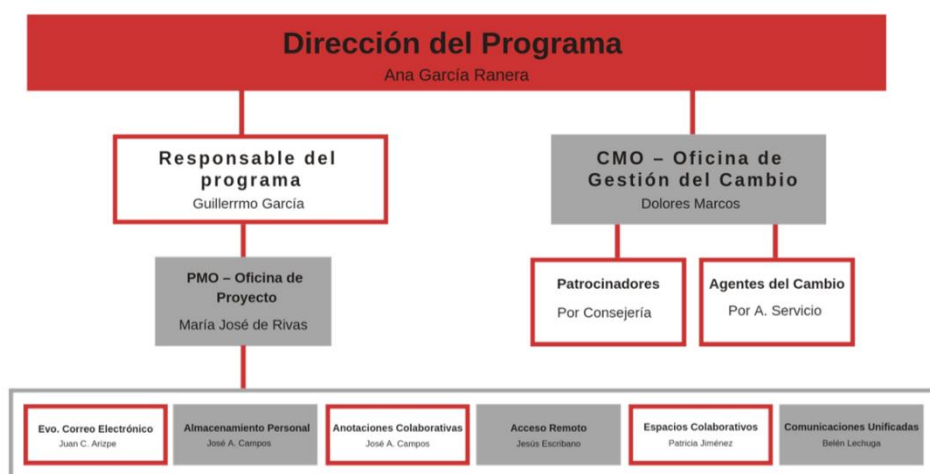 Dirección del Programa
Ana García Ranera
Responsable del
programa
Guillerrmo García
CMO – Oficina de
Gestión del Cambio
Dolores Marcos
PMO – Oficina de
Proyecto
María José de Rivas
Patrocinadores
Por Consejería
Agentes del Cambio
Por A. Servicio
Evo. Correo Electrónico
Juan C. Arizpe
Almacenamiento Personal
José A. Campos
Anotaciones Colaborativas
José A. Campos
Acceso Remoto
Jesús Escribano
Espacios Colaborativos
Patricia Jiménez
Comunicaciones Unificadas
Belén Lechuga